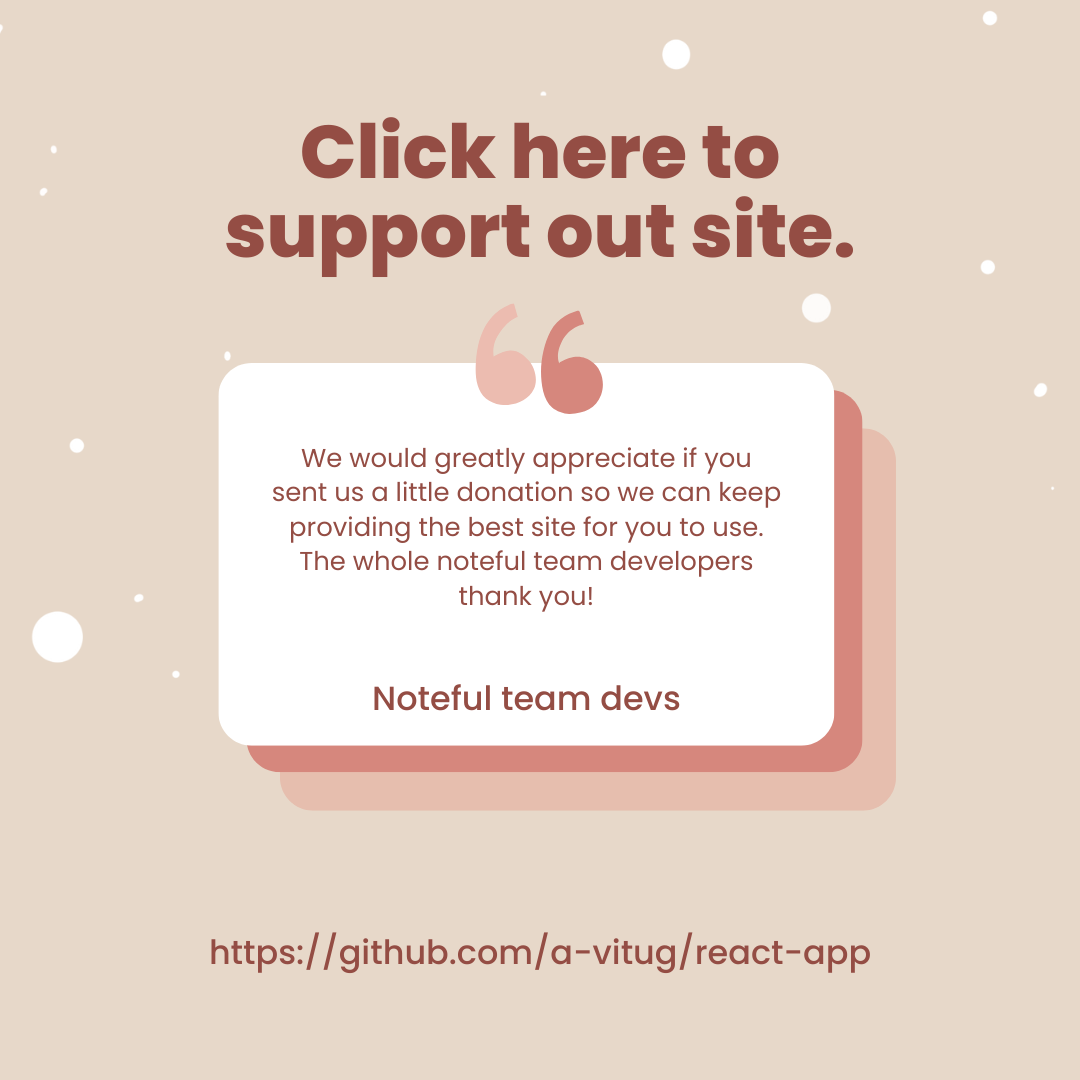 Click here to
support out site.
We would greatly appreciate if you
sent us a little donation so we can keep
providing the best site for you to use.
The whole noteful team developers
thank you!
Noteful team devs
https://github.com/a-vitug/react-app